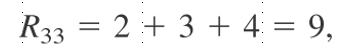 R₃₃ = 2 + 3 + 4 = 9,